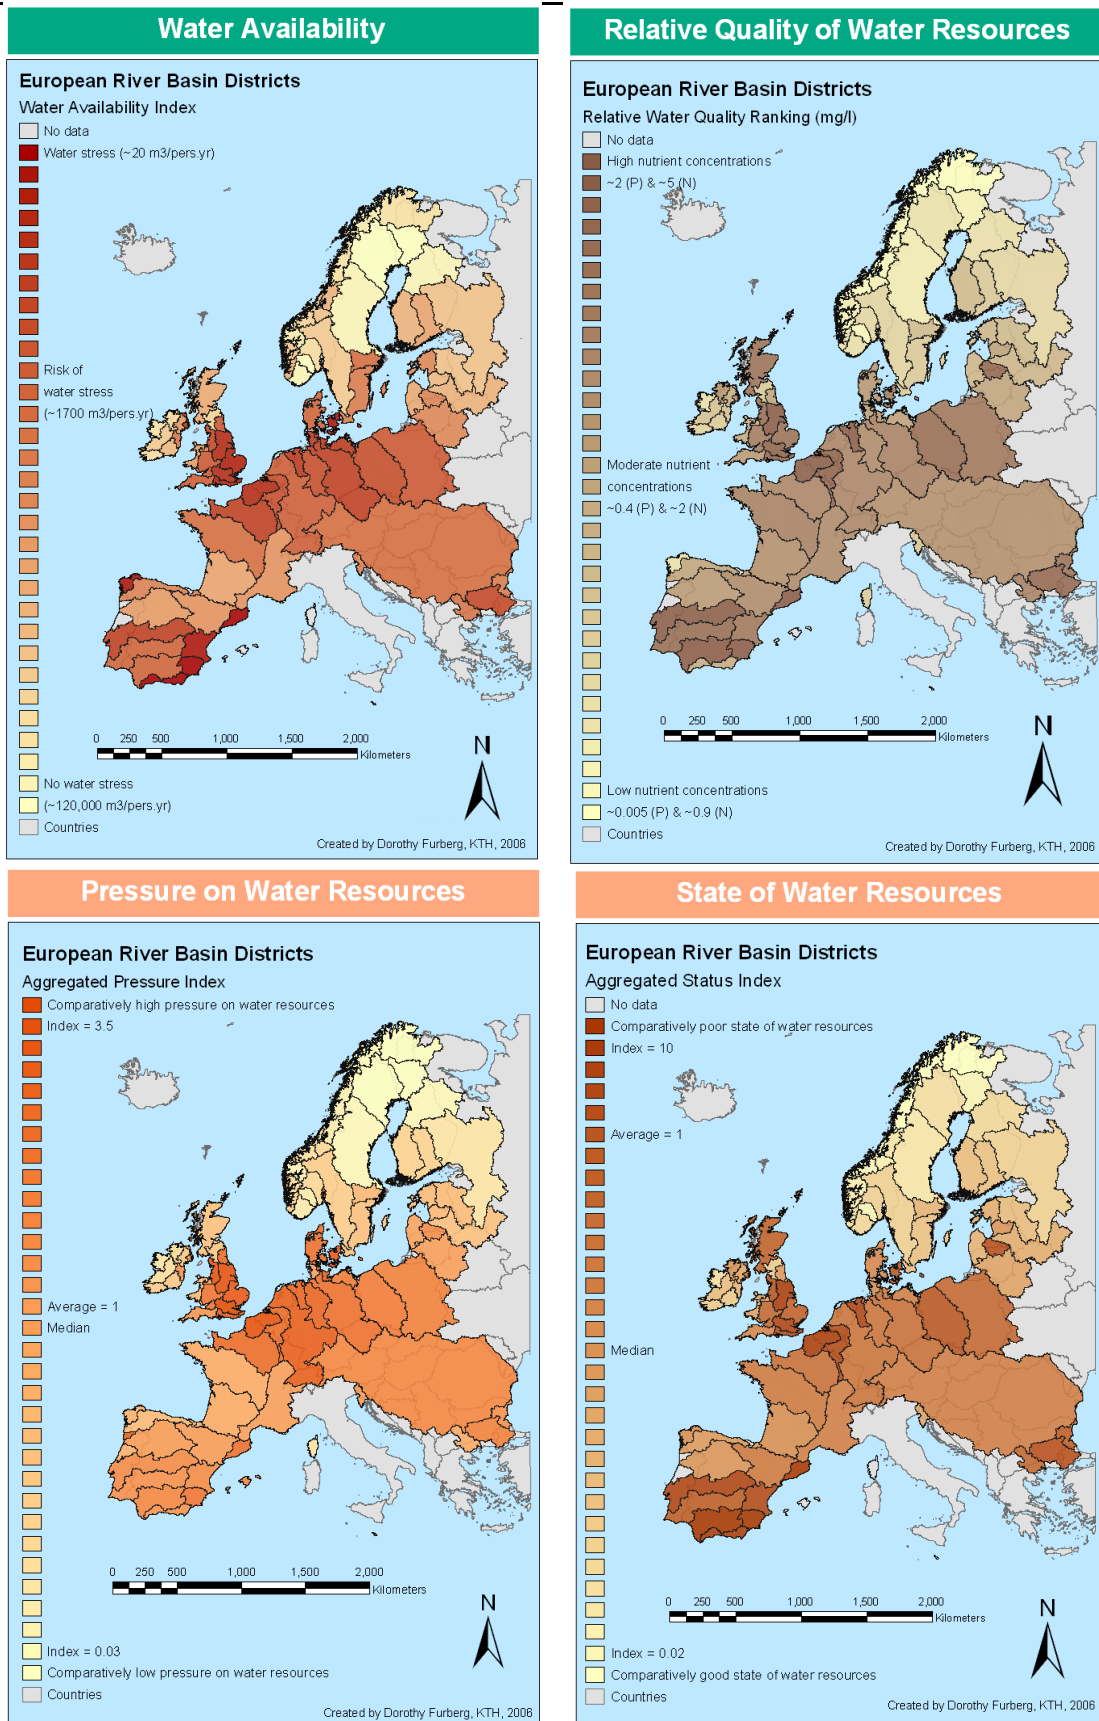 Water Availability
European River Basin Districts
Water Availability Index
No data
Water stress (~20 m3/pers.yr)
Risk of
water stress
(~1700 m3/pers.yr)
No water stress
(~120,000 m3/pers.yr)
Countries
0 250 500 1,000 1,500 2,000
Kilometers
N
Created by Dorothy Furberg, KTH, 2006
Relative Quality of Water Resources
European River Basin Districts
Relative Water Quality Ranking (mg/l)
No data
High nutrient concentrations
~2 (P) & ~5 (N)
Moderate nutrient
concentrations
~0.4 (P) & ~2 (N)
Low nutrient concentrations
~0.005 (P) & ~0.9 (N)
Countries
0 250 500 1,000 1,500 2,000
Kilometers
N
Created by Dorothy Furberg, KTH, 2006
Pressure on Water Resources
European River Basin Districts
Aggregated Pressure Index
Comparatively high pressure on water resources
Index = 3.5
Average = 1
Median
Index = 0.03
Comparatively low pressure on water resources
Countries
0 250 500 1,000 1,500 2,000
Kilometers
N
Created by Dorothy Furberg, KTH, 2006
State of Water Resources
European River Basin Districts
Aggregated Status Index
No data
Comparatively poor state of water resources
Index = 10
Average = 1
Median
Index = 0.02
Comparatively good state of water resources
Countries
0 250 500 1,000 1,500 2,000
Kilometers
N
Created by Dorothy Furberg, KTH, 2006